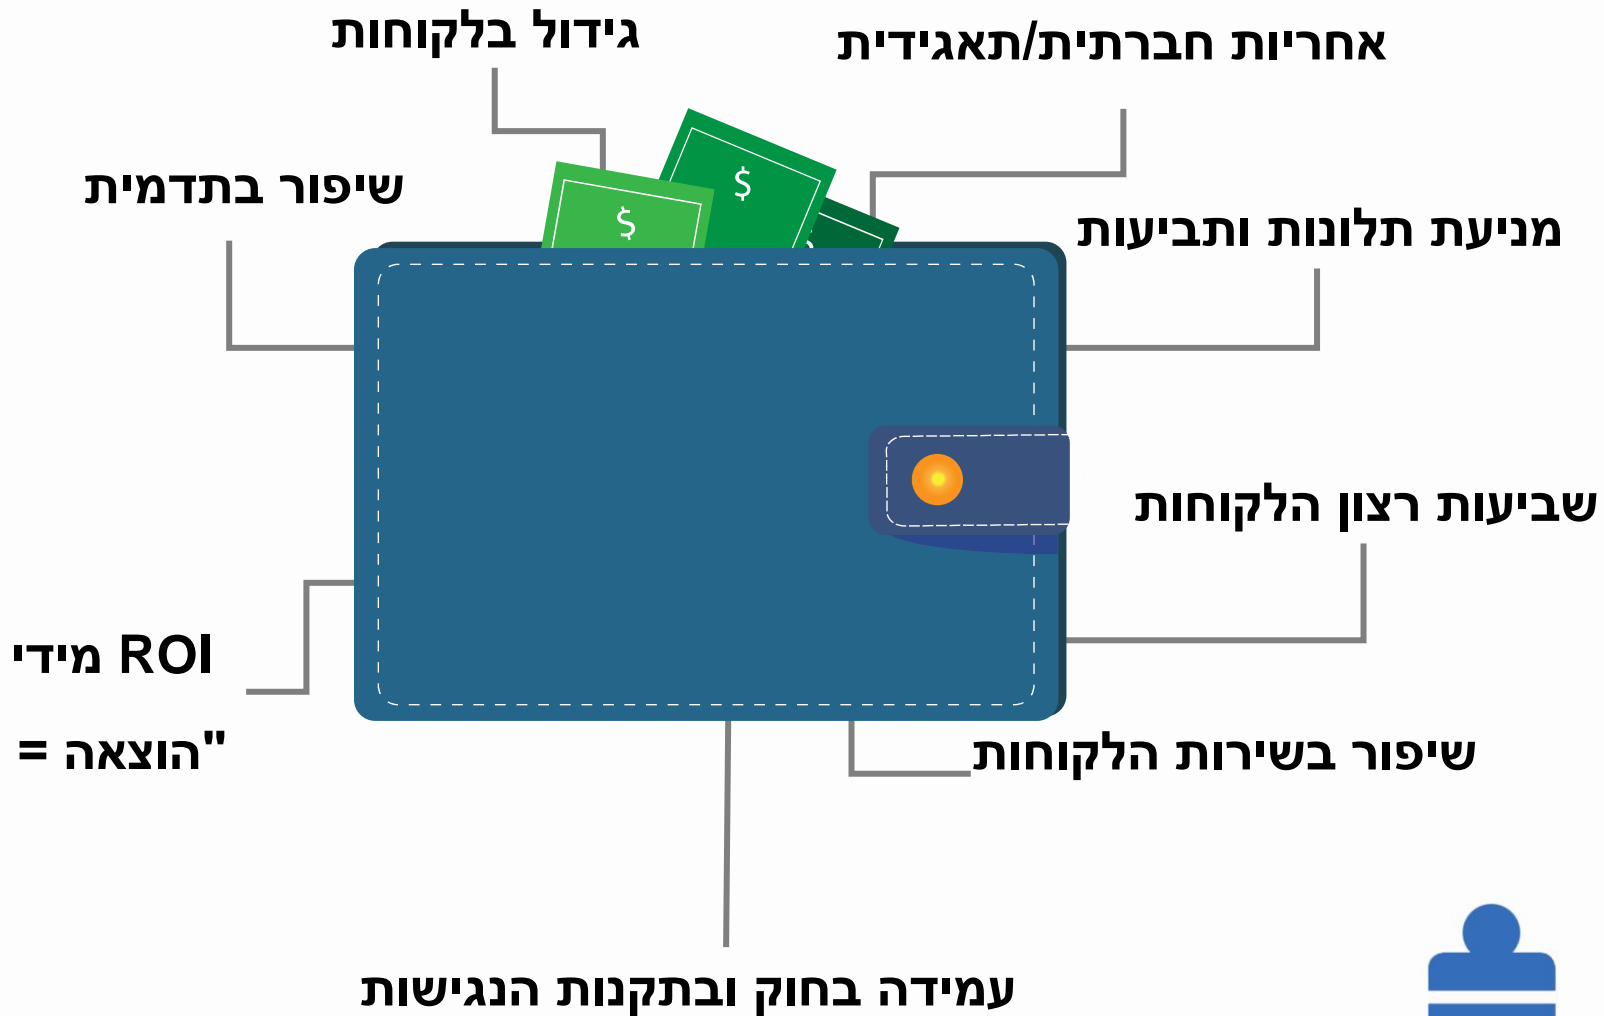 גידול בלקוחות
אחריות חברתית/תאגידית
שיפור בתדמית
מניעת תלונות ותביעות
שביעות רצון הלקוחות
ROI מידי
"הוצאה =
שיפור בשירות הלקוחות
עמידה בחוק ובתקנות הנגישות
$
$